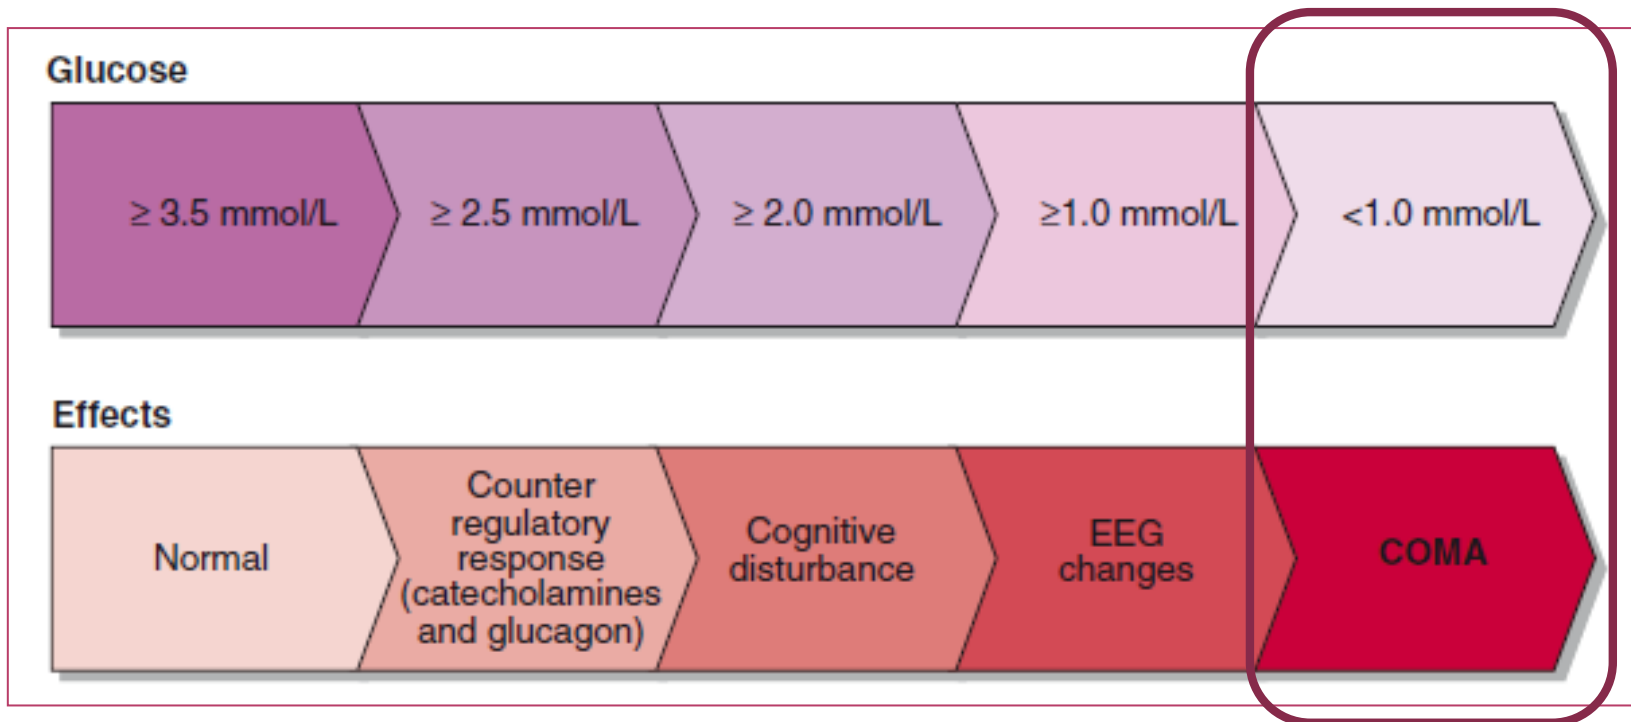 Glucose
≥ 3.5 mmol/L
≥ 2.5 mmol/L
≥ 2.0 mmol/L
≥1.0 mmol/L
<1.0 mmol/L
Effects
Normal
Counter
regulatory
response
(catecholamines
and glucagon)
Cognitive
disturbance
EEG
changes
COMA